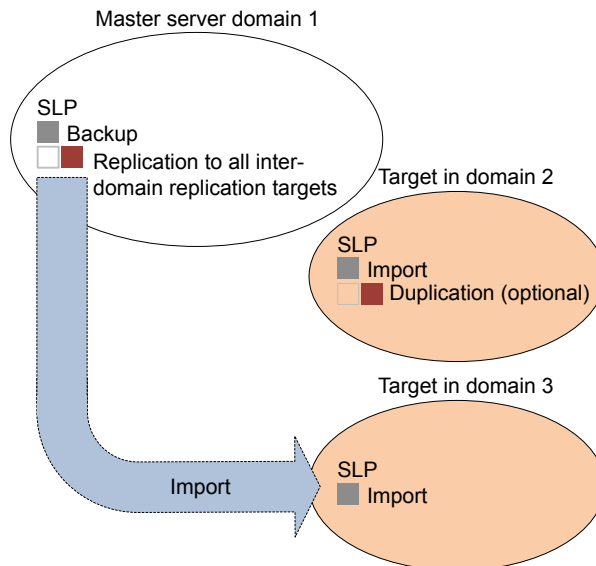 Master server domain 1
SLP
Backup
Replication to all inter-
domain replication targets
Target in domain 2
SLP
Import
Duplication (optional)
Target in domain 3
SLP
Import
Import